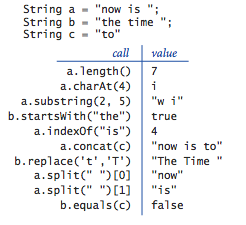 String a = "now is ";
String b = "the time ";
String c = "to"
call value
a.length() 7
a.charAt(4) i
a.substring(2, 5) "w i"
b.startsWith("the") true
a.indexOf("is") 4
a.concat(c) "now is to"
b.replace('t','T') "The Time "
a.split(" ")[0] "now"
a.split(" ")[1] "is"
b.equals(c) false